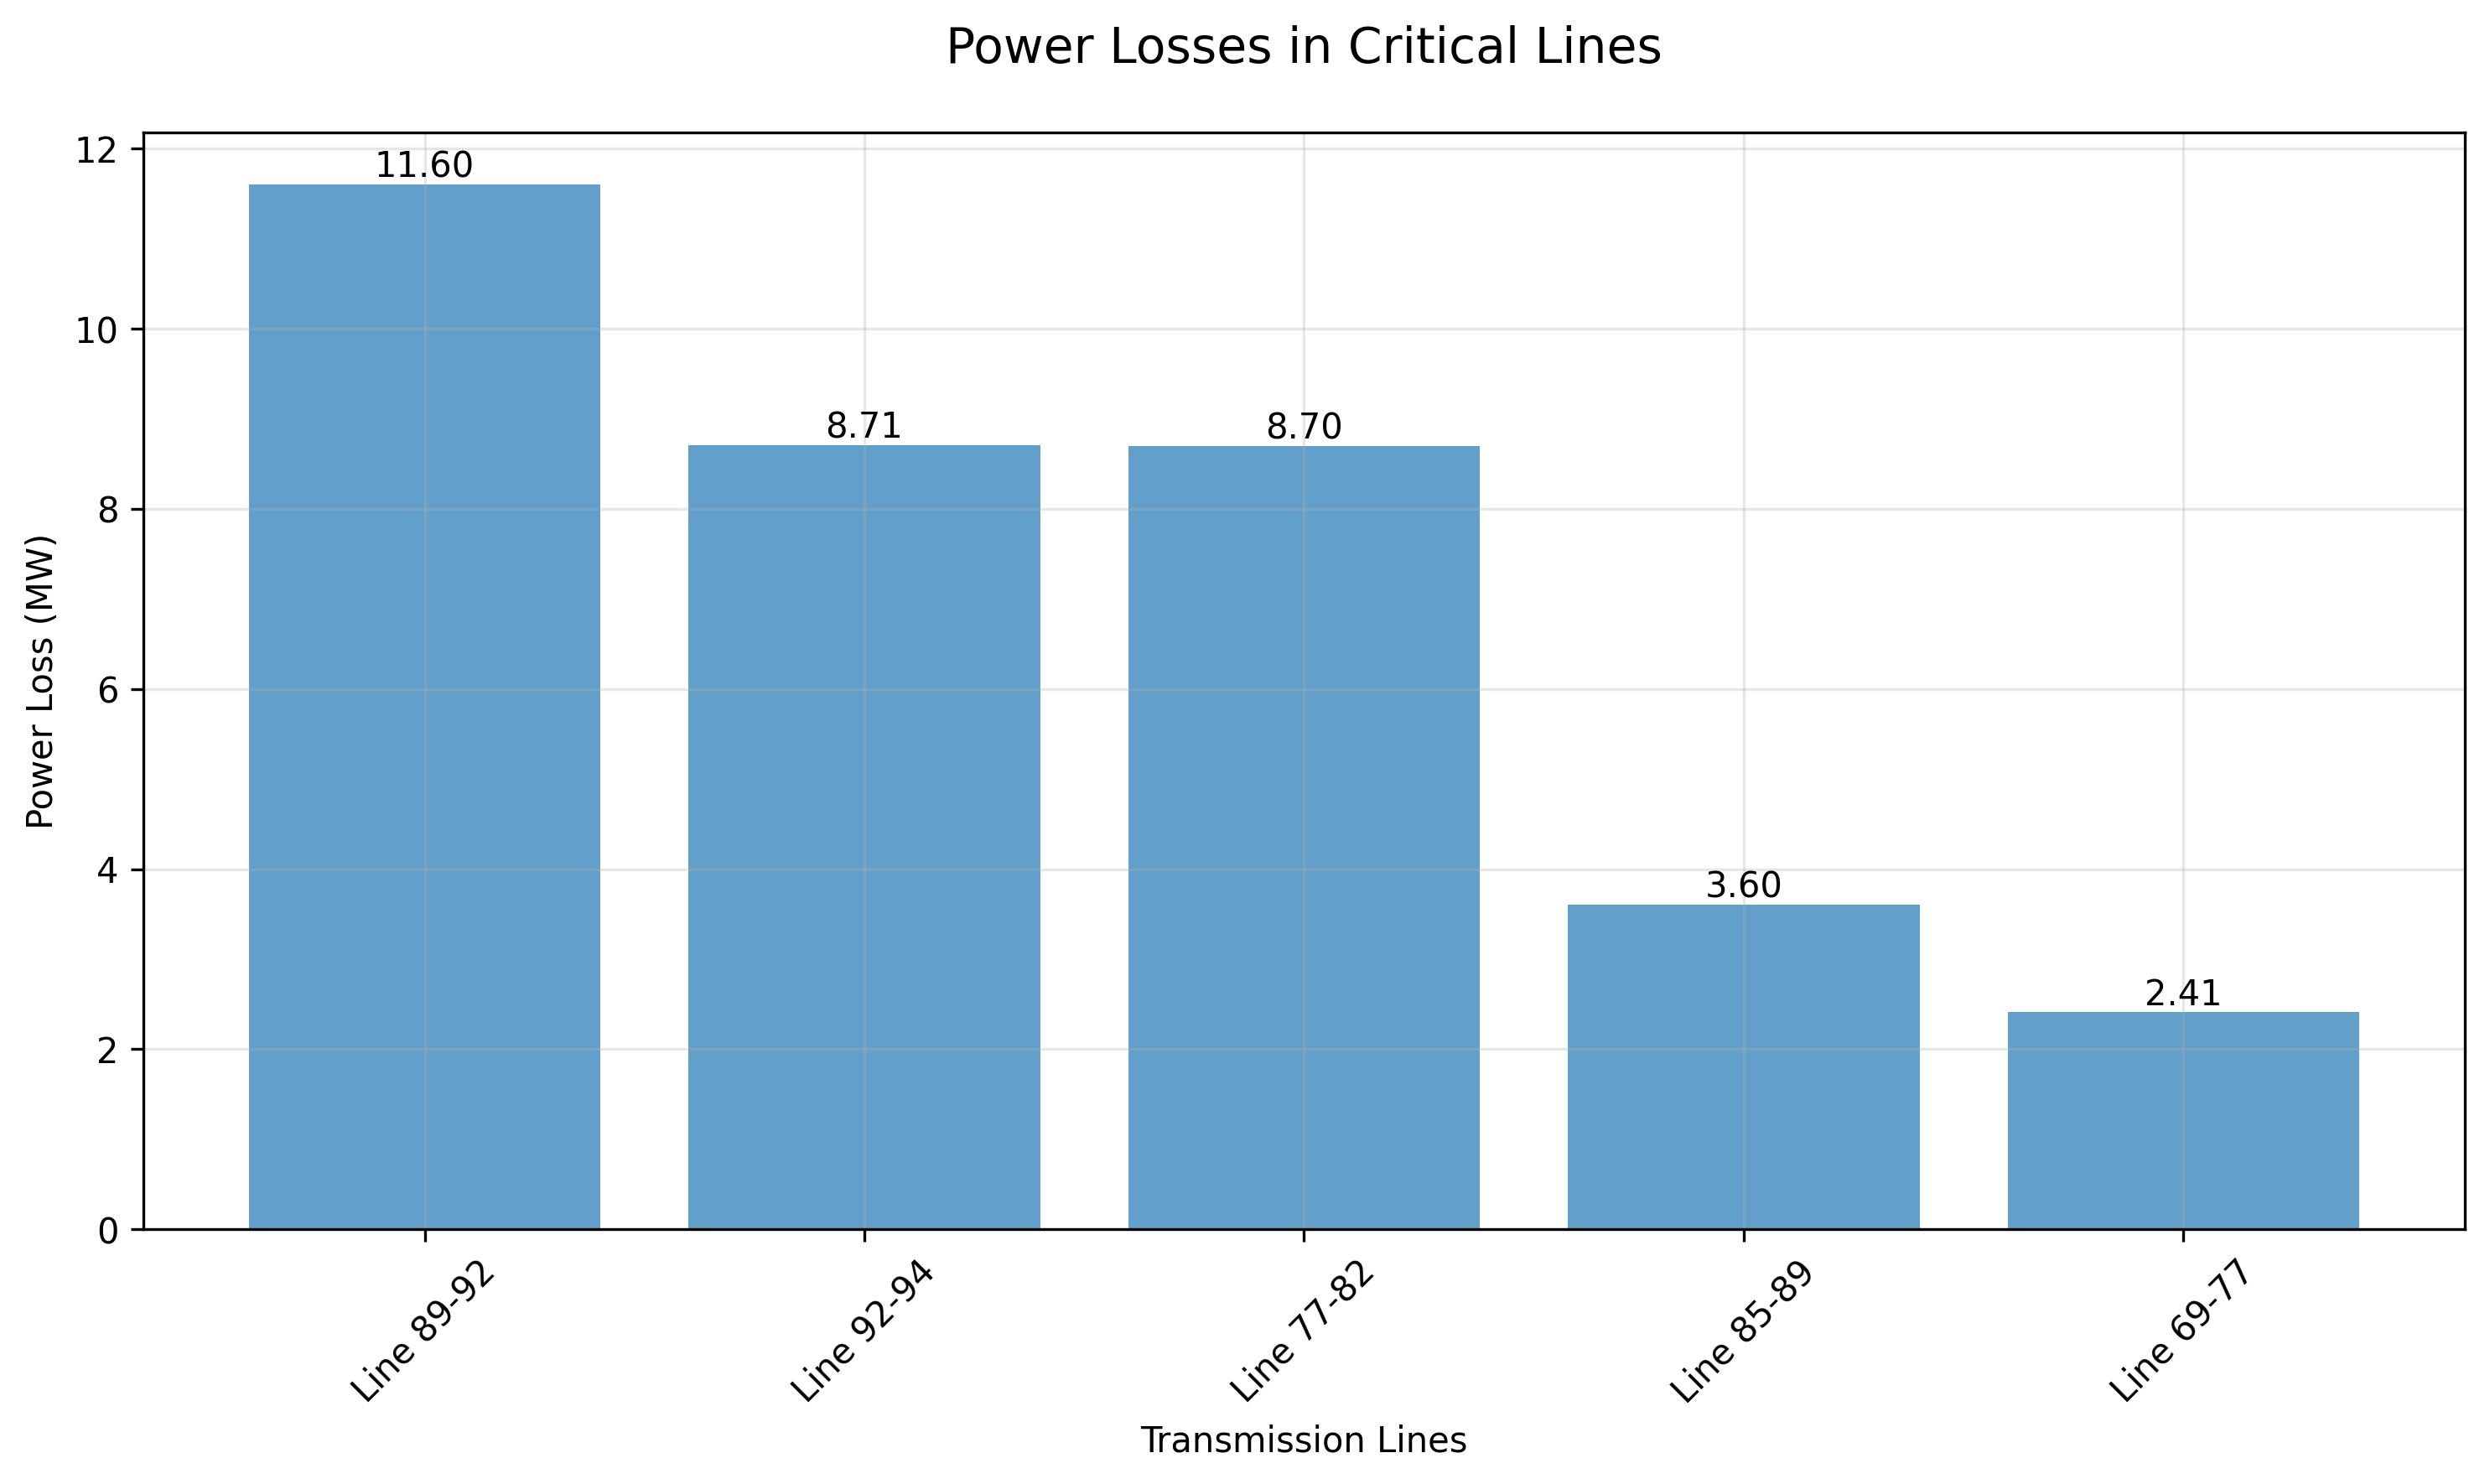 Power Losses in Critical Lines
12
10
8
6
4
2
0
Power Loss (MW)
11.60
8.71
8.70
3.60
2.41
Line 89-92
Line 92-94
Line 77-82
Line 85-89
Line 69-77
Transmission Lines